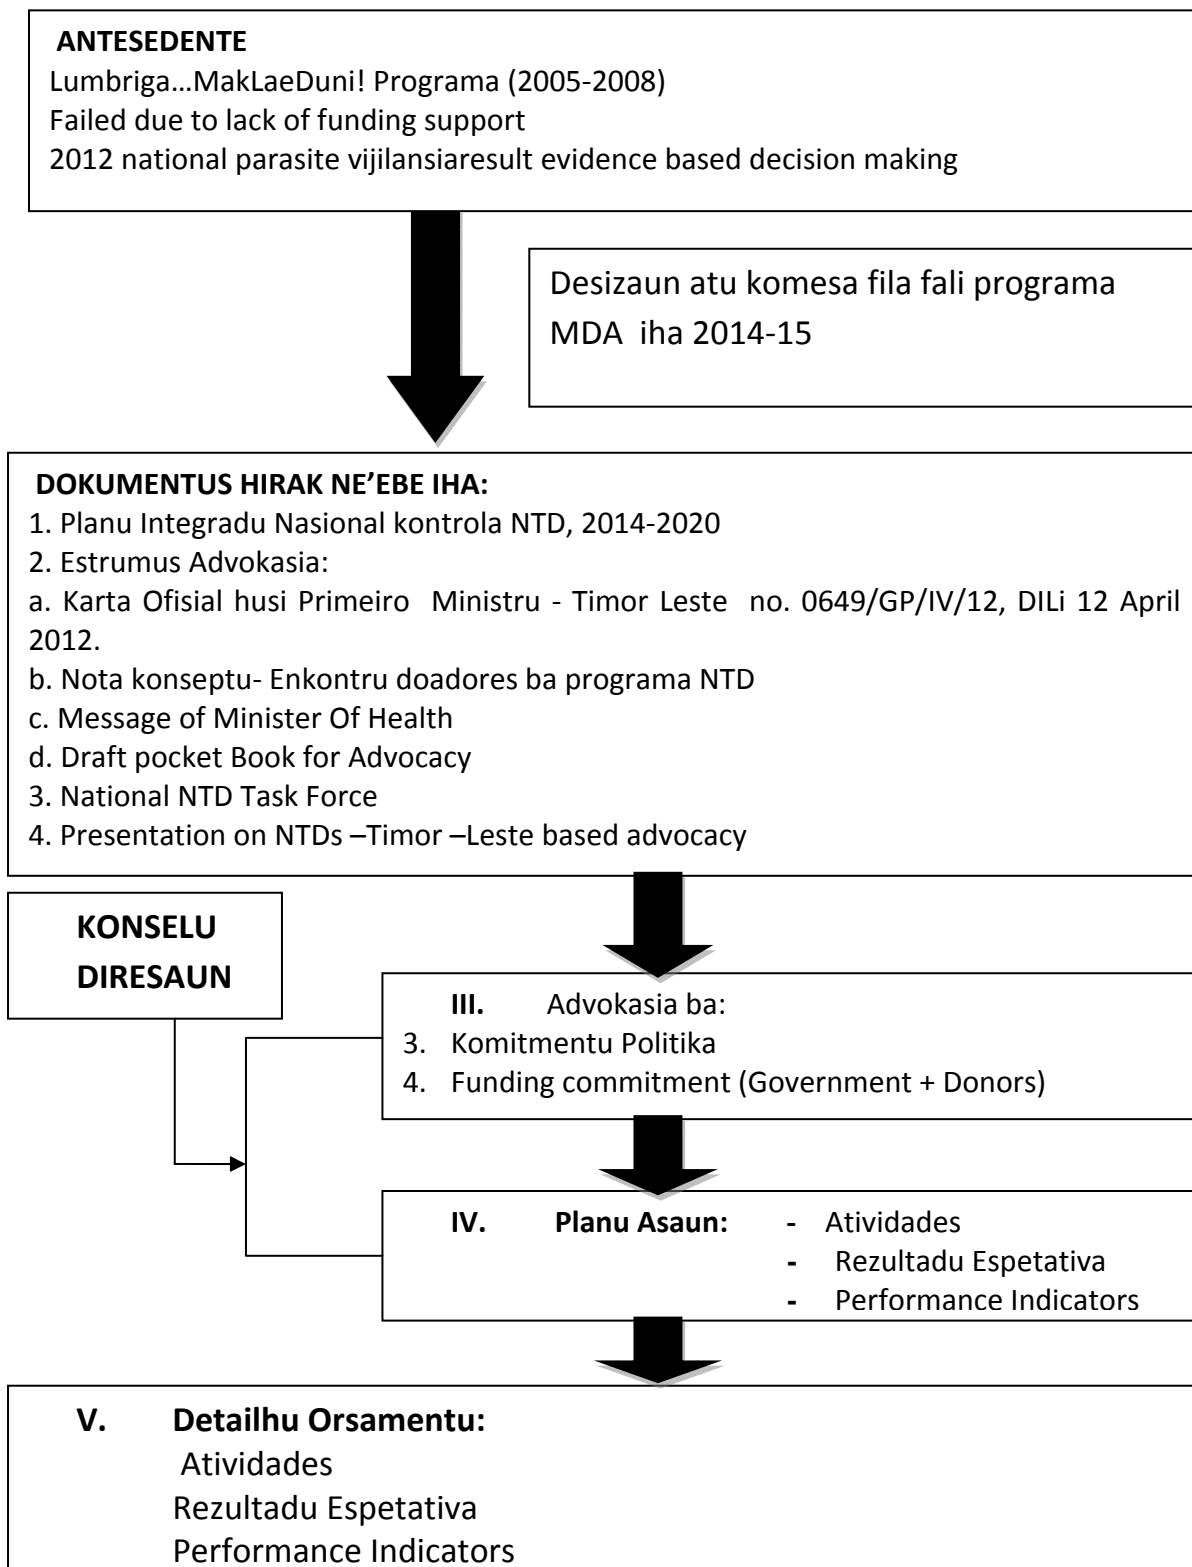 ANTESEDENTE
Lumbriga...MakLaeDuni! Programa (2005-2008)
Failed due to lack of funding support
2012 national parasite vijilansiaresult evidence based decision making
Desizaun atu komesa fila fali programa
MDA iha 2014-15
DOKUMENTUS HIRAK NE’EBE IHA:
1. Planu Integradu Nasional kontrola NTD, 2014-2020
2. Estrumus Advokasia:
a. Karta Ofisial husi Primeiro Ministru - Timor Leste no. 0649/GP/IV/12, DILi 12 April
2012.
b. Nota konseptu- Enkontru doadores ba programa NTD
c. Message of Minister Of Health
d. Draft pocket Book for Advocacy
3. National NTD Task Force
4. Presentation on NTDs –Timor –Leste based advocacy
KONSELU
DIRESAUN
III. Advokasia ba:
3. Komitmentu Politika
4. Funding commitment (Government + Donors)
IV. Planu Asaun: - Atividades
- Rezultadu Espetativa
- Performance Indicators
V. Detailhu Orsamentu:
Atividades
Rezultadu Espetativa
Performance Indicators